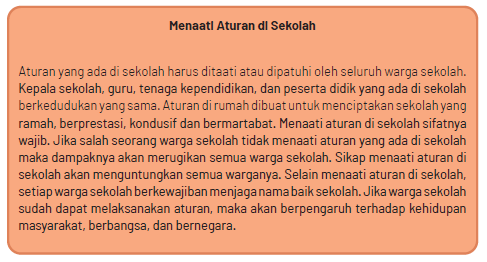 Menaati Aturan di Sekolah
Aturan yang ada di sekolah harus ditaati atau dipatuhi oleh seluruh warga sekolah.
Kepala sekolah, guru, tenaga kependidikan, dan peserta didik yang ada di sekolah
berkedudukan yang sama. Aturan di rumah dibuat untuk menciptakan sekolah yang
ramah, berprestasi, kondusif dan bermartabat. Menaati aturan di sekolah sifatnya
wajib. Jika salah seorang warga sekolah tidak menaati aturan yang ada di sekolah
maka dampaknya akan merugikan semua warga sekolah. Sikap menaati aturan di
sekolah akan menguntungkan semua warganya. Selain menaati aturan di sekolah,
setiap warga sekolah berkewajiban menjaga nama baik sekolah. Jika warga sekolah
sudah dapat melaksanakan aturan, maka akan berpengaruh terhadap kehidupan
masyarakat, berbangsa, dan bernegara.